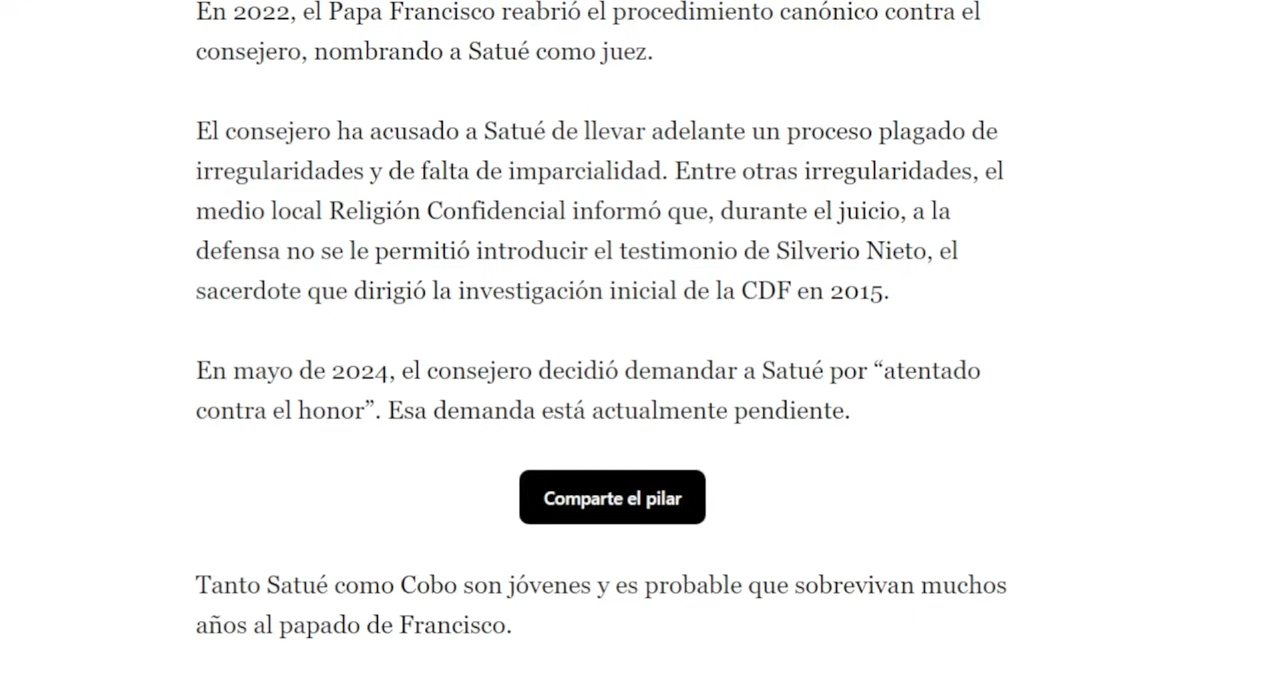 En 2022, el Papa Francisco reabrió el procedimiento canónico contra el
consejero, nombrando a Satué como juez.
El consejero ha acusado a Satué de llevar adelante un proceso plagado de
irregularidades y de falta de imparcialidad. Entre otras irregularidades, el
medio local Religión Confidencial informó que, durante el juicio, a la
defensa no se le permitió introducir el testimonio de Silverio Nieto, el
sacerdote que dirigió la investigación inicial de la CDF en 2015.
En mayo de 2024, el consejero decidió demandar a Satué por “atentado
contra el honor”. Esa demanda está actualmente pendiente.
Comparte el pilar
Tanto Satué como Cobo son jóvenes y es probable que sobrevivan muchos
años al papado de Francisco.